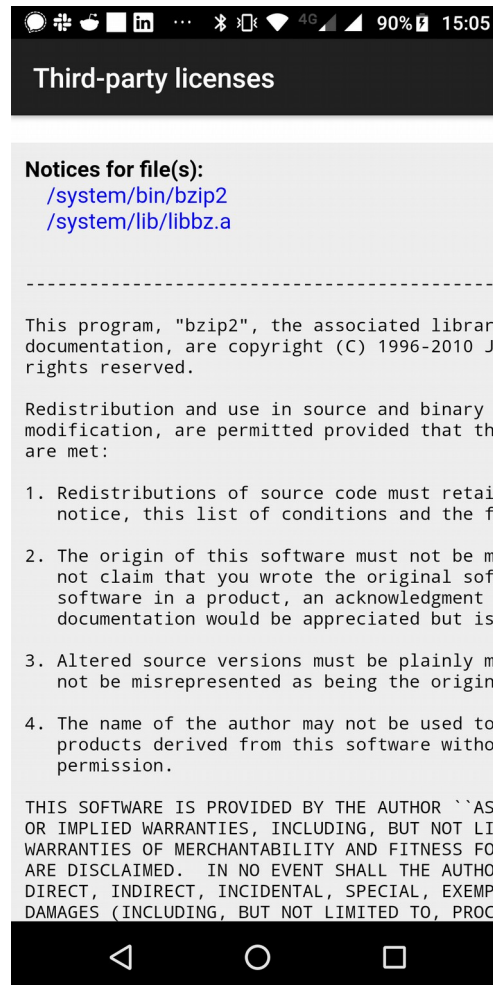 4G 90% 15:05
Third-party licenses
Notices for file(s):
/system/bin/bzip2
/system/lib/libbz.a
--------------------------------------------
This program, "bzip2", the associated librar
documentation, are copyright (C) 1996-2010 J
rights reserved.
Redistribution and use in source and binary
modification, are permitted provided that th
are met:
1. Redistributions of source code must retai
notice, this list of conditions and the f
2. The origin of this software must not be m
not claim that you wrote the original sof
software in a product, an acknowledgment
documentation would be appreciated but is
3. Altered source versions must be plainly m
not be misrepresented as being the origin
4. The name of the author may not be used to
products derived from this software witho
permission.
THIS SOFTWARE IS PROVIDED BY THE AUTHOR ``AS
OR IMPLIED WARRANTIES, INCLUDING, BUT NOT LI
WARRANTIES OF MERCHANTABILITY AND FITNESS FO
ARE DISCLAIMED.  IN NO EVENT SHALL THE AUTHO
DIRECT, INDIRECT, INCIDENTAL, SPECIAL, EXEMP
DAMAGES (INCLUDING, BUT NOT LIMITED TO, PROC